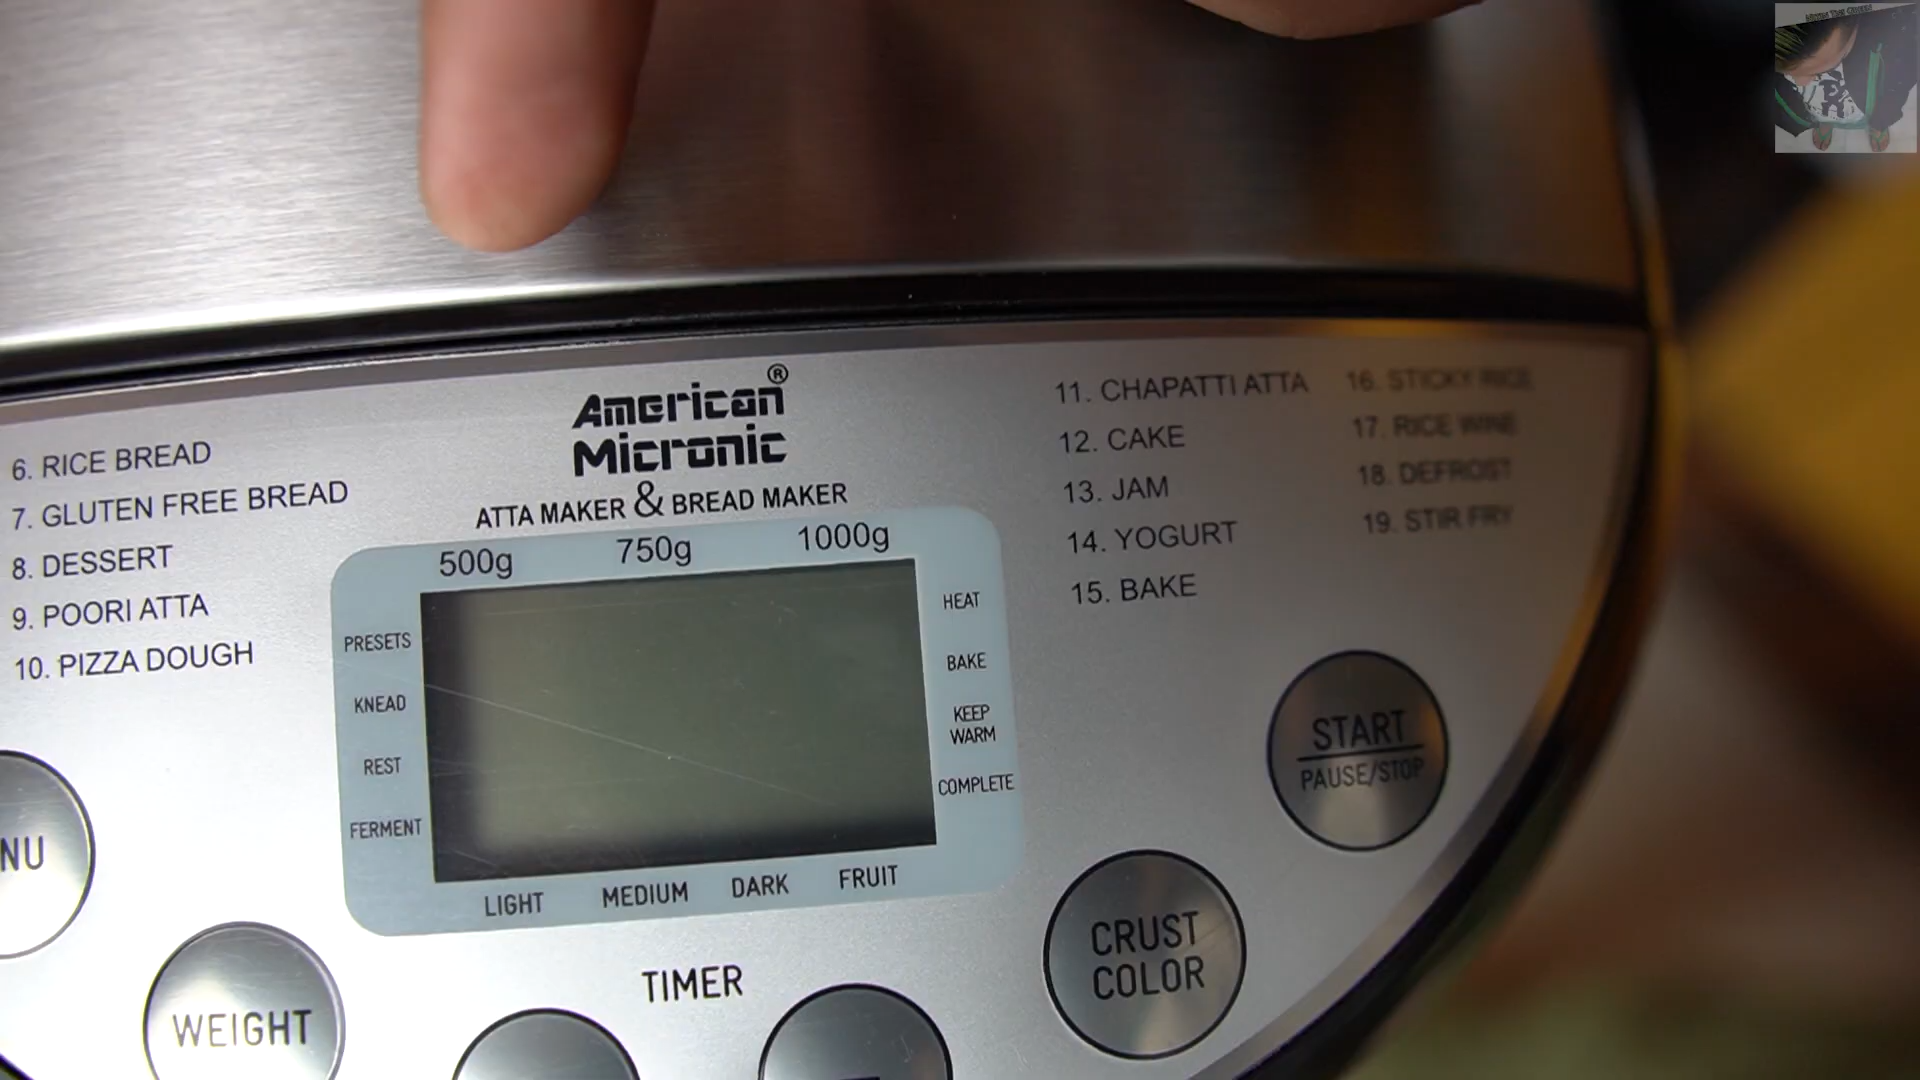 American®
Micronic
ATTA MAKER & BREAD MAKER
6. RICE BREAD
7. GLUTEN FREE BREAD
8. DESSERT
9. POORI ATTA
10. PIZZA DOUGH
11. CHAPATTI ATTA
12. CAKE
13. JAM
14. YOGURT
15. BAKE
16. STICKY RICE
17. RICE WINE
18. DEFROST
19. STIR FRY
500g 750g 1000g
PRESETS
KNEAD
REST
FERMENT
HEAT
BAKE
KEEP
WARM
COMPLETE
LIGHT MEDIUM DARK FRUIT
START
PAUSE/STOP
NU
WEIGHT
TIMER
CRUST
COLOR